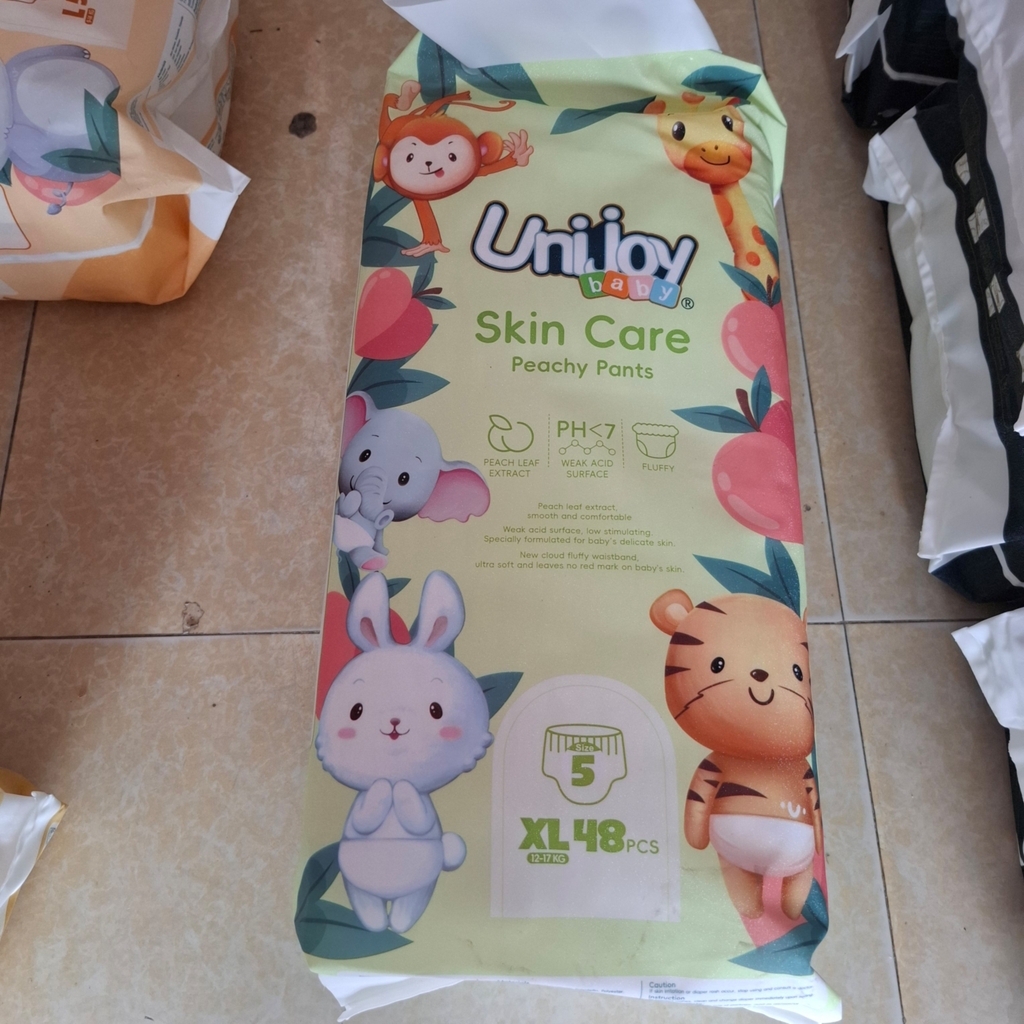 Unijoy
baby®
Skin Care
Peachy Pants
PEACH LEAF
EXTRACT
PH<7
WEAK ACID
SURFACE
FLUFFY
Peach leaf extract,
smooth and comfortable
Weak acid surface, low stimulating.
Specially formulated for baby's delicate skin.
New cloud fluffy waistband,
ultra soft and leaves no red mark on baby's skin.
Size
5
XL 48 PCS
12-17 KG
Caution